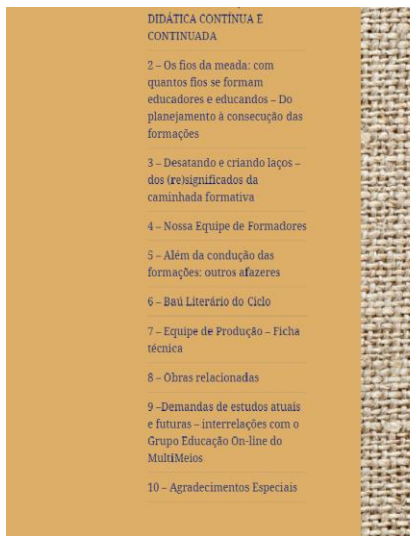 DIDÁTICA CONTÍNUA E
CONTINUADA
2 – Os fios da meada: com
quantos fios se formam
educadores e educandos – Do
planejamento à consecução das
formações
3 – Desatando e criando laços –
dos (re)significados da
caminhada formativa
4 – Nossa Equipe de Formadores
5 – Além da condução das
formações: outros afazeres
6 – Baú Literário do Ciclo
7 – Equipe de Produção – Ficha
técnica
8 – Obras relacionadas
9 –Demandas de estudos atuais
e futuras – interrelações com o
Grupo Educação On-line do
MultiMeios
10 – Agradecimentos Especiais